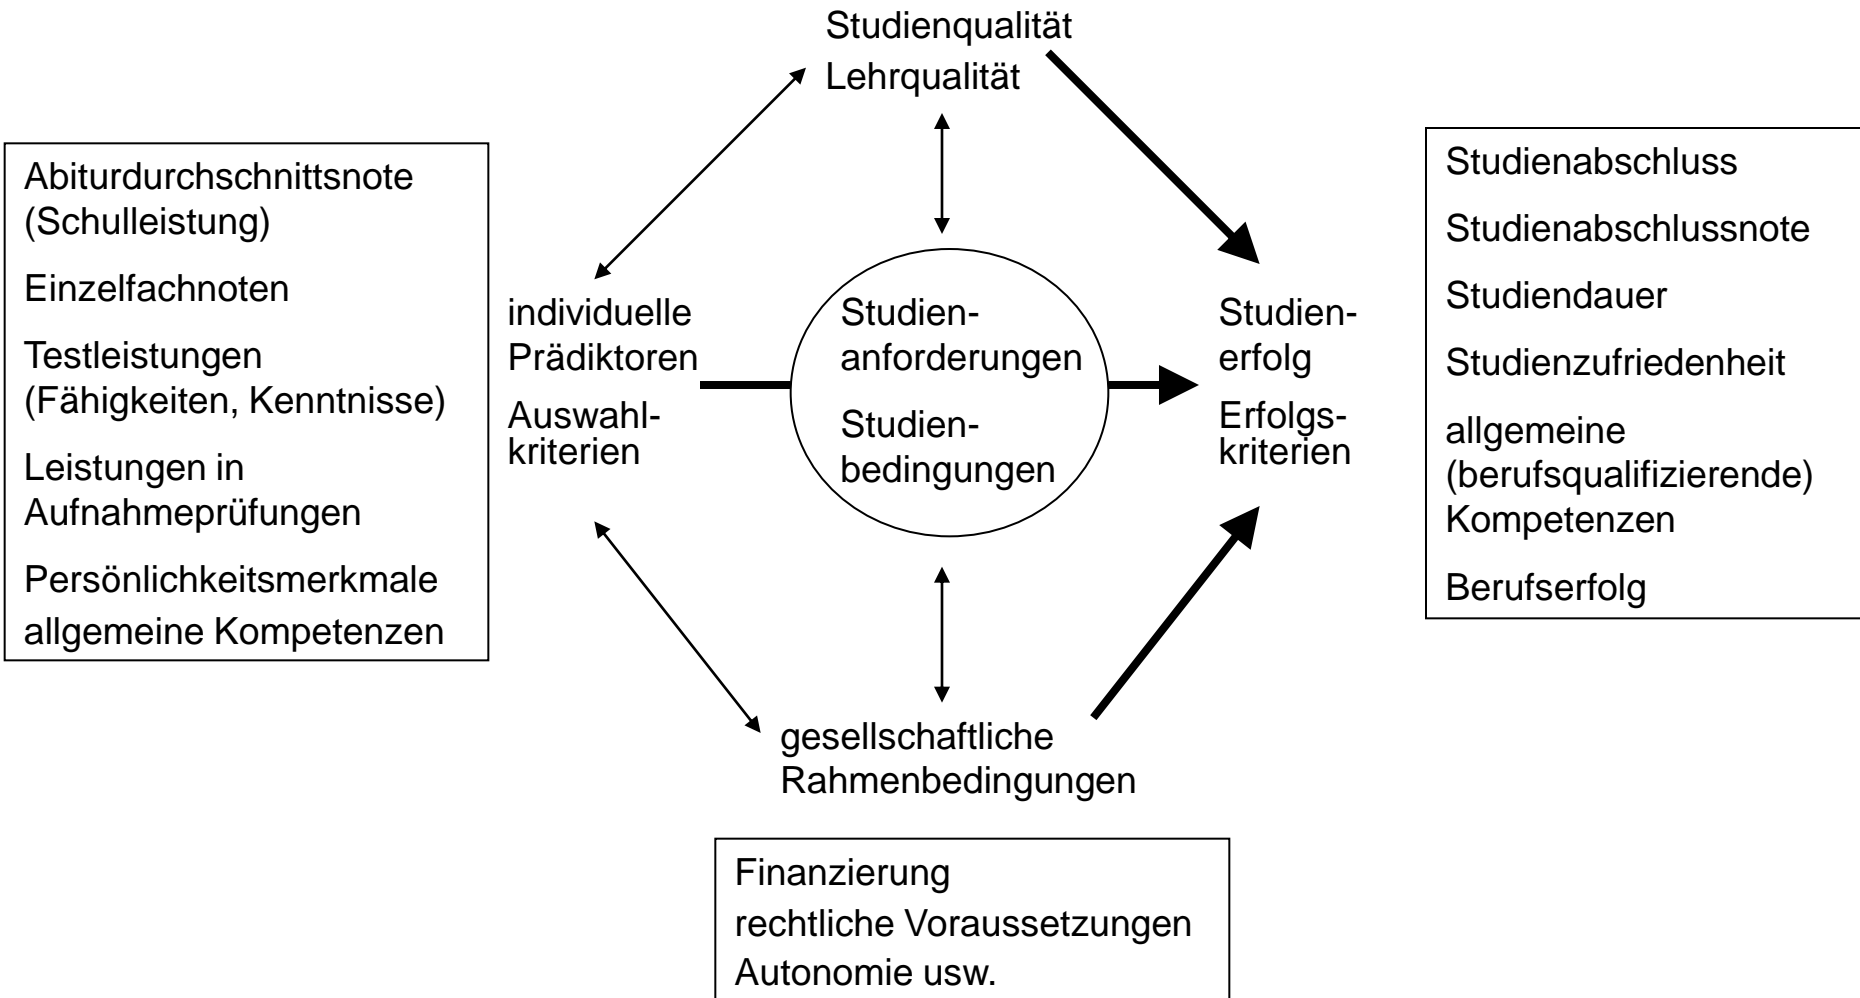 Studienqualität
Lehrqualität
Abiturdurchschnittsnote
(Schulleistung)
Einzelfachnoten
Testleistungen
(Fähigkeiten, Kenntnisse)
Leistungen in
Aufnahmeprüfungen
Persönlichkeitsmerkmale
allgemeine Kompetenzen
individuelle
Prädiktoren
Auswahl-
kriterien
Studien-
anforderungen
Studien-
bedingungen
Studien-
erfolg
Erfolgs-
kriterien
Studienabschluss
Studienabschlussnote
Studiendauer
Studienzufriedenheit
allgemeine
(berufsqualifizierende)
Kompetenzen
Berufserfolg
gesellschaftliche
Rahmenbedingungen
Finanzierung
rechtliche Voraussetzungen
Autonomie usw.